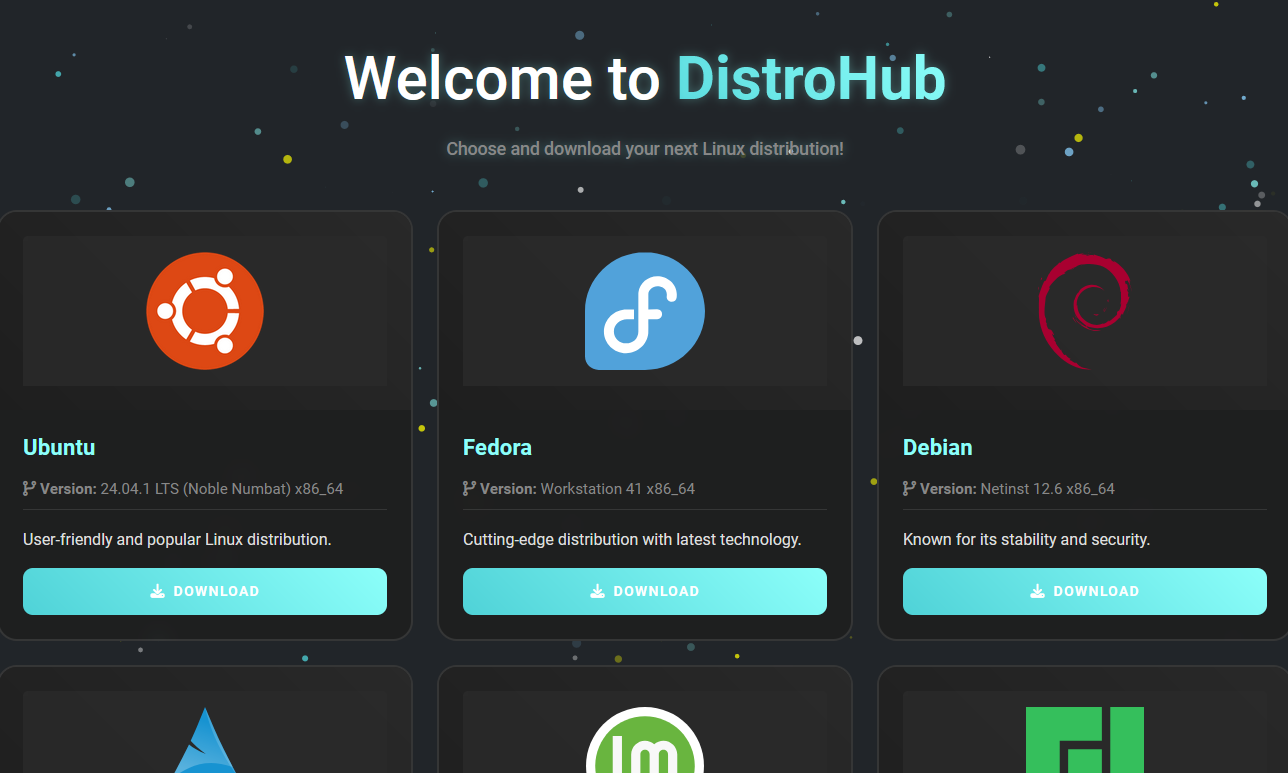 Welcome to DistroHub
Choose and download your next Linux distribution!
Ubuntu
Version: 24.04.1 LTS (Noble Numbat) x86_64
User-friendly and popular Linux distribution.
DOWNLOAD
Fedora
Version: Workstation 41 x86_64
Cutting-edge distribution with latest technology.
DOWNLOAD
Debian
Version: Netinst 12.6 x86_64
Known for its stability and security.
DOWNLOAD
lm